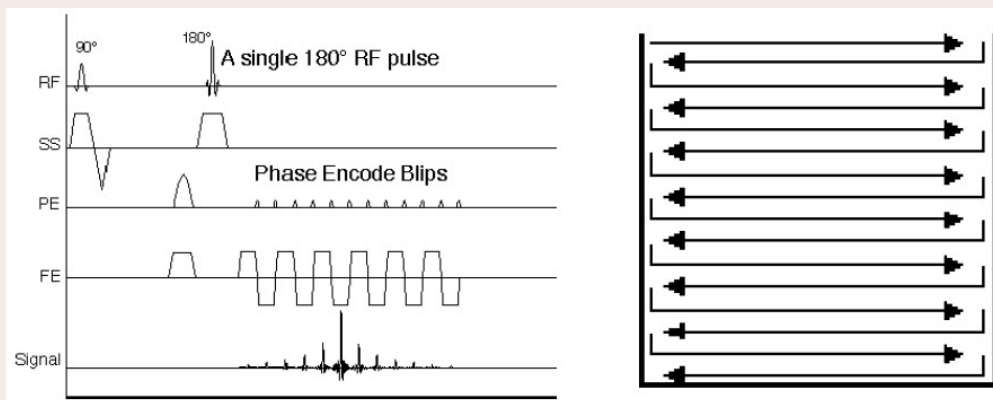 90°
180°
A single 180° RF pulse
RF
SS
Phase Encode Blips
PE
FE
Signal